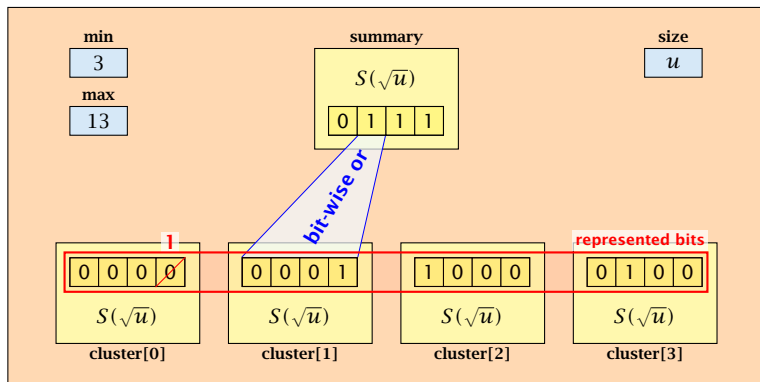 min summary size
3 S(√u) u
max
13 0 1 1 1
bit-wise or
1 represented bits
0 0 0 0 0 0 0 1 1 0 0 0 0 1 0 0
S(√u) S(√u) S(√u) S(√u)
cluster[0] cluster[1] cluster[2] cluster[3]